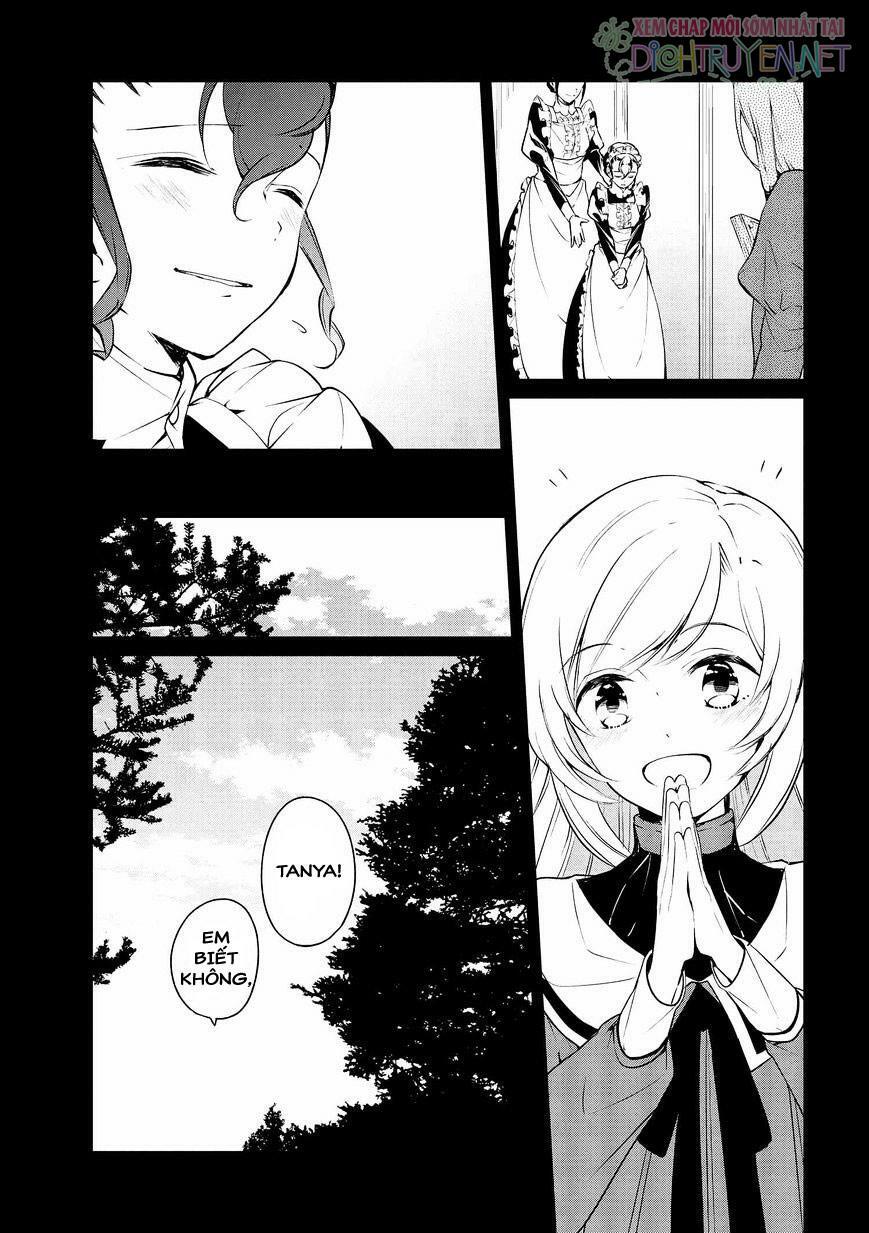 XEM CHAP MỚI SỚM NHẤT TẠI
DICHTRUYEN.NET
TANYA!
EM
BIẾT
KHÔNG,